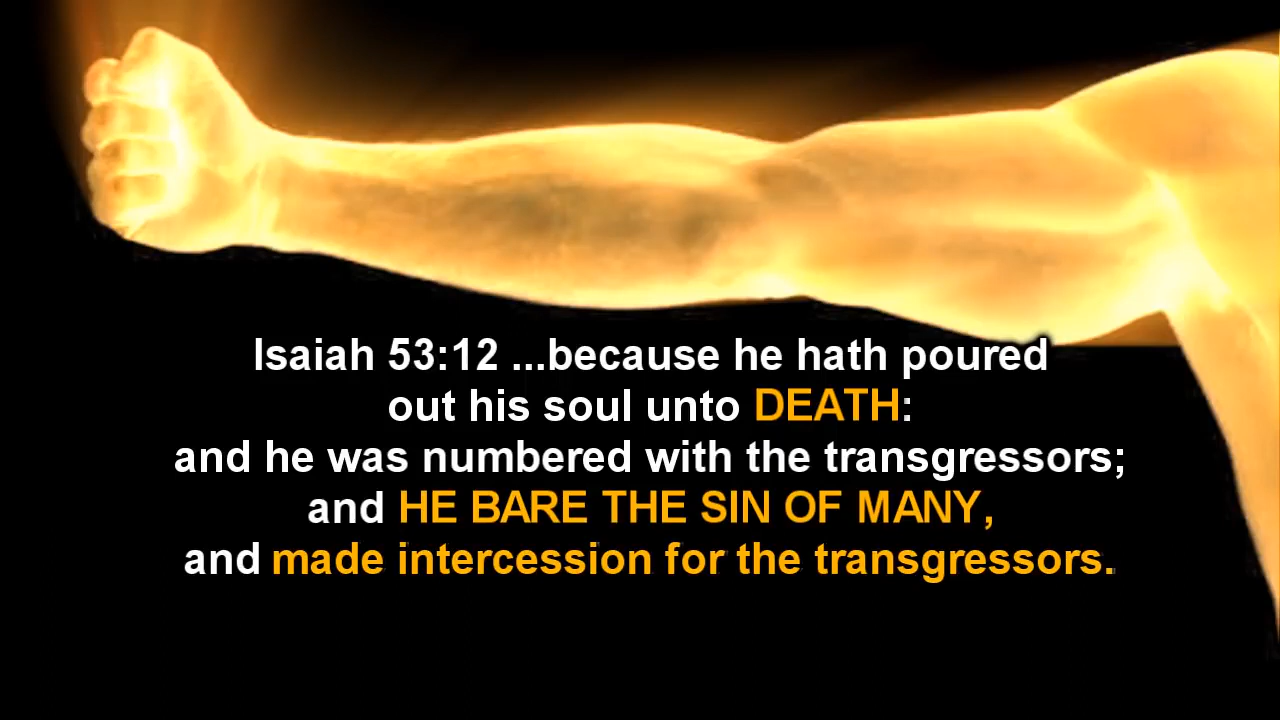 Isaiah 53:12 ...because he hath poured
out his soul unto DEATH:
and he was numbered with the transgressors;
and HE BARE THE SIN OF MANY,
and made intercession for the transgressors.